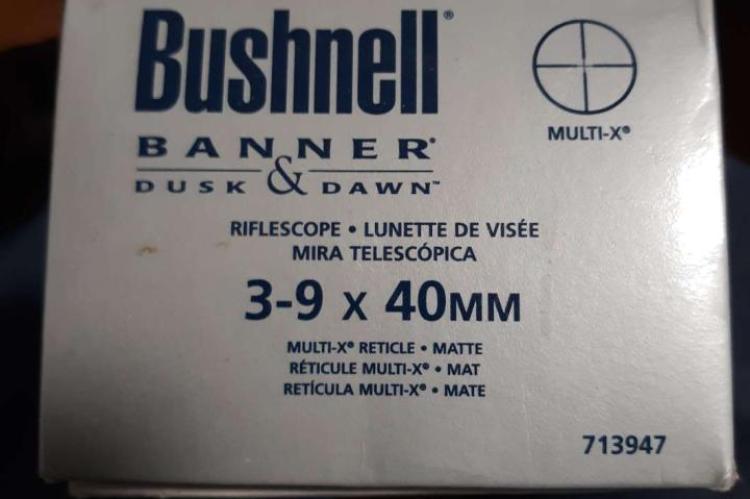 Bushnell®
MULTI-X®
BANNER®
&
DUSK DAWN™
RIFLESCOPE • LUNETTE DE VISÉE
MIRA TELESCÓPICA
3-9 x 40MM
MULTI-X® RETICLE • MATTE
RÉTICULE MULTI-X® • MAT
RETÍCULA MULTI-X® • MATE
713947